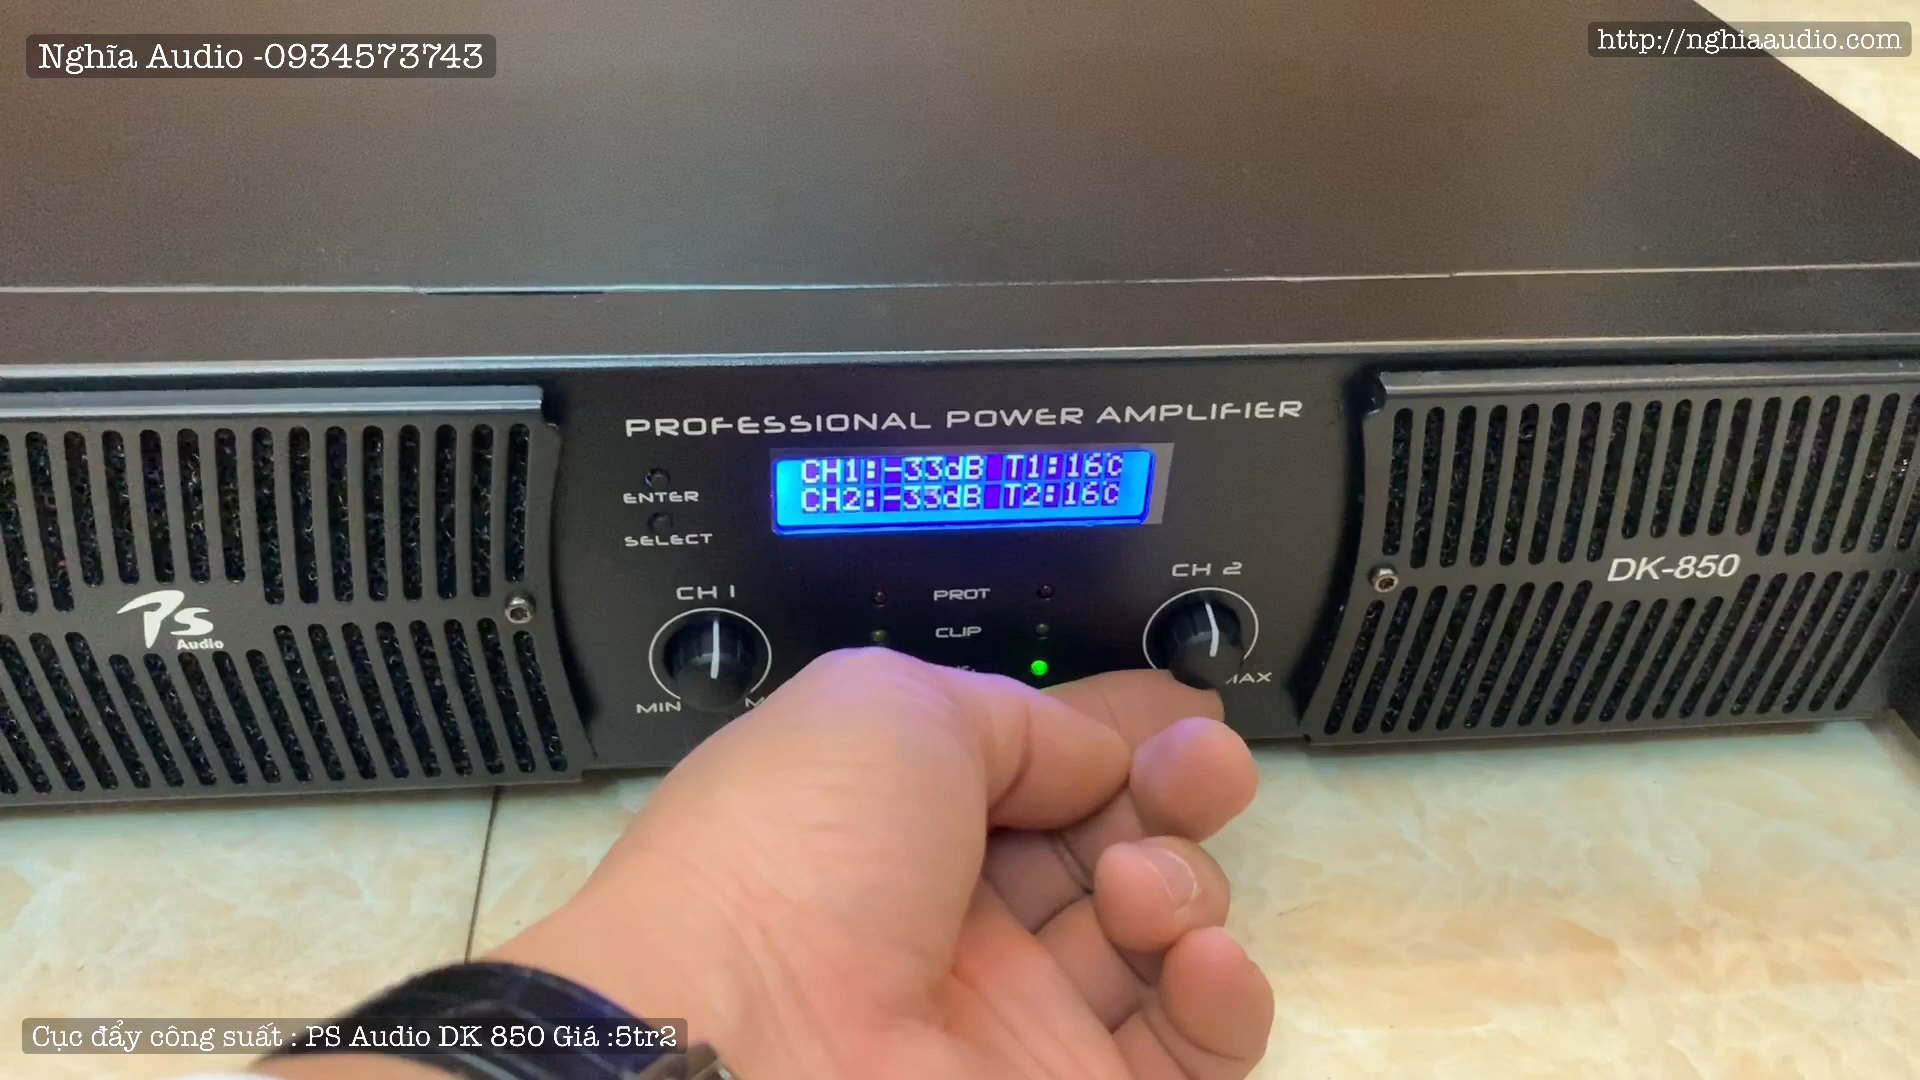 Nghĩa Audio -0934573743
http://nghiaaudio.com
PROFESSIONAL POWER AMPLIFIER
CH1:-33dB T1:16C
CH2:-33dB T2:16C
ENTER
SELECT
CH 1
CH 2
PROT
CLIP
MIN
MAX
PS
Audio
DK-850
Cục đẩy công suất : PS Audio DK 850 Giá :5tr2